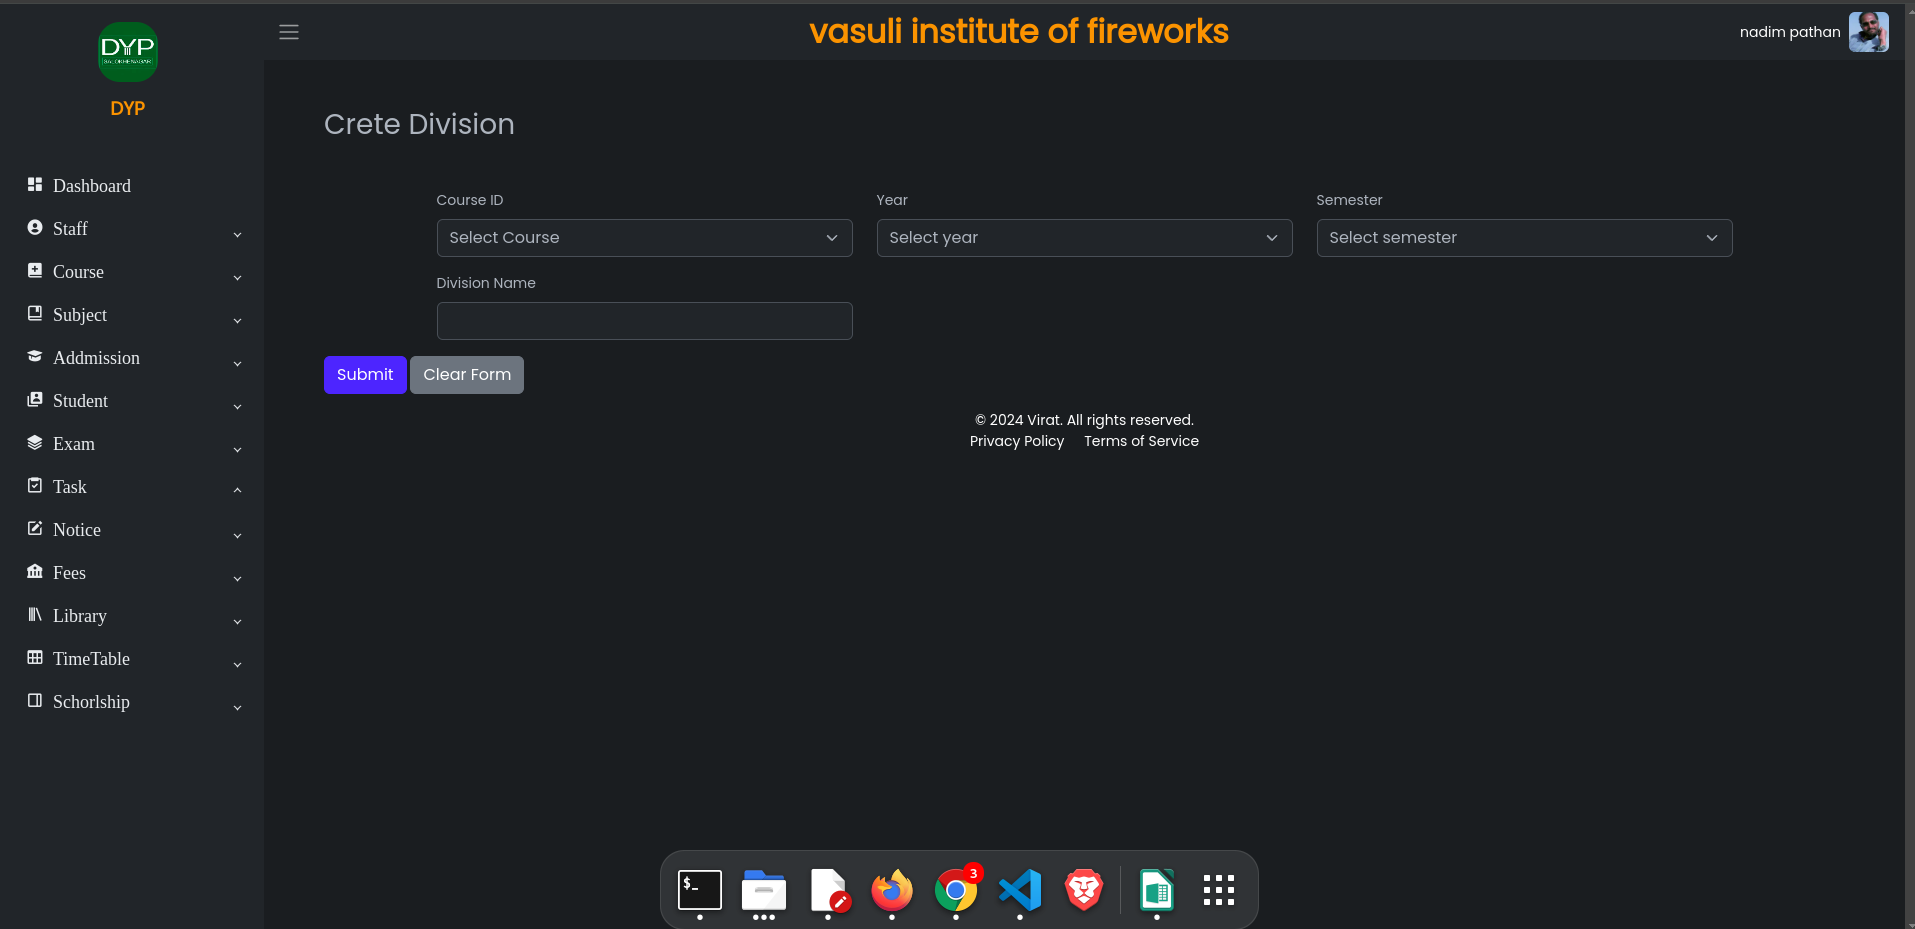 DYP
SALOKHENAGAR
DYP
Dashboard
Staff
Course
Subject
Addmission
Student
Exam
Task
Notice
Fees
Library
TimeTable
Schorlship
vasuli institute of fireworks
nadim pathan
Crete Division
Course ID
Year
Semester
Select Course
Select year
Select semester
Division Name
Submit
Clear Form
© 2024 Virat. All rights reserved.
Privacy Policy
Terms of Service
$_
3